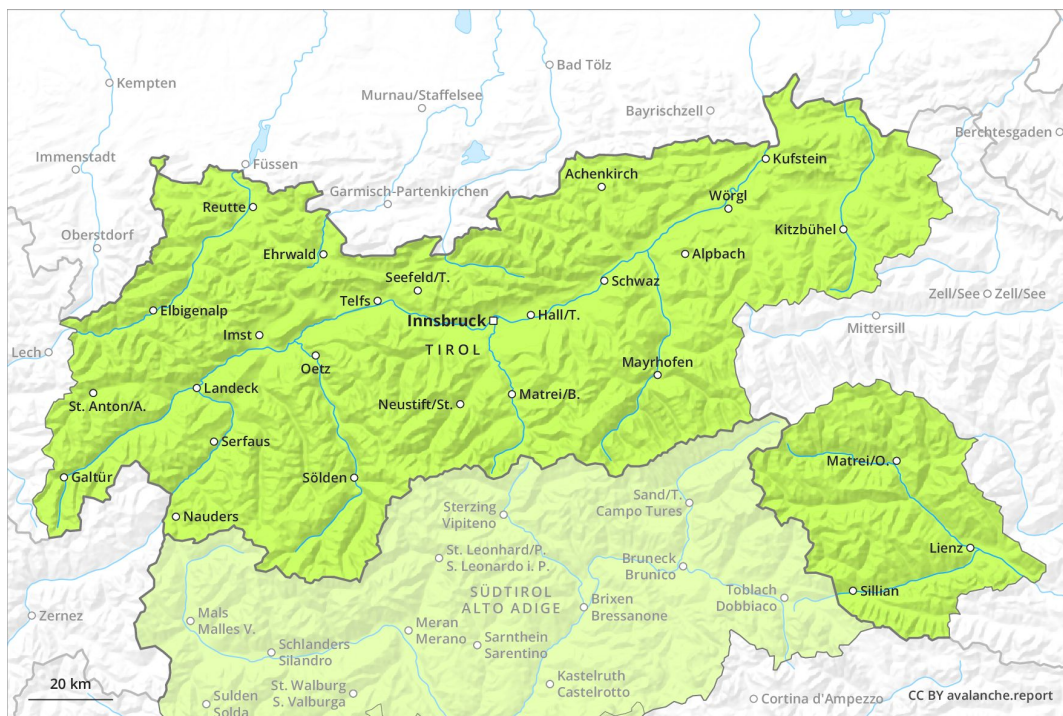 Kempten
Bad Tölz
Murnau/Staffelsee
Bayrischzell
Berchtesgaden
Immenstadt
Füssen
Kufstein
Achenkirch
Garmisch-Partenkirchen
Wörgl
Reutte
Oberstdorf
Kitzbühel
Ehrwald
Alpbach
Seefeld/T.
Schwaz
Zell/See
Zell/See
Telfs
Elbigenalp
Hall/T.
Innsbruck
Mittersill
Imst
TIROL
Lech
Oetz
Mayrhofen
Landeck
Matrei/B.
St. Anton/A.
Neustift/St.
Serfaus
Matrei/O.
Galtür
Sölden
Sand/T.
Campo Tures
Sterzing
Vipiteno
Nauders
Lienz
St. Leonhard/P.
S. Leonardo i. P.
Bruneck
Brunico
SÜDTIROL
ALTO ADIGE
Toblach
Dobbiaco
Sillian
Brixen
Bressanone
Zernez
Mals
Malles V.
Meran
Merano
Sarnthein
Sarentino
Schlanders
Silandro
Kastelruth
Castelrotto
20 km
St. Walburg
S. Valburga
Sulden
Solda
Cortina d'Ampezzo
CC BY avalanche.report